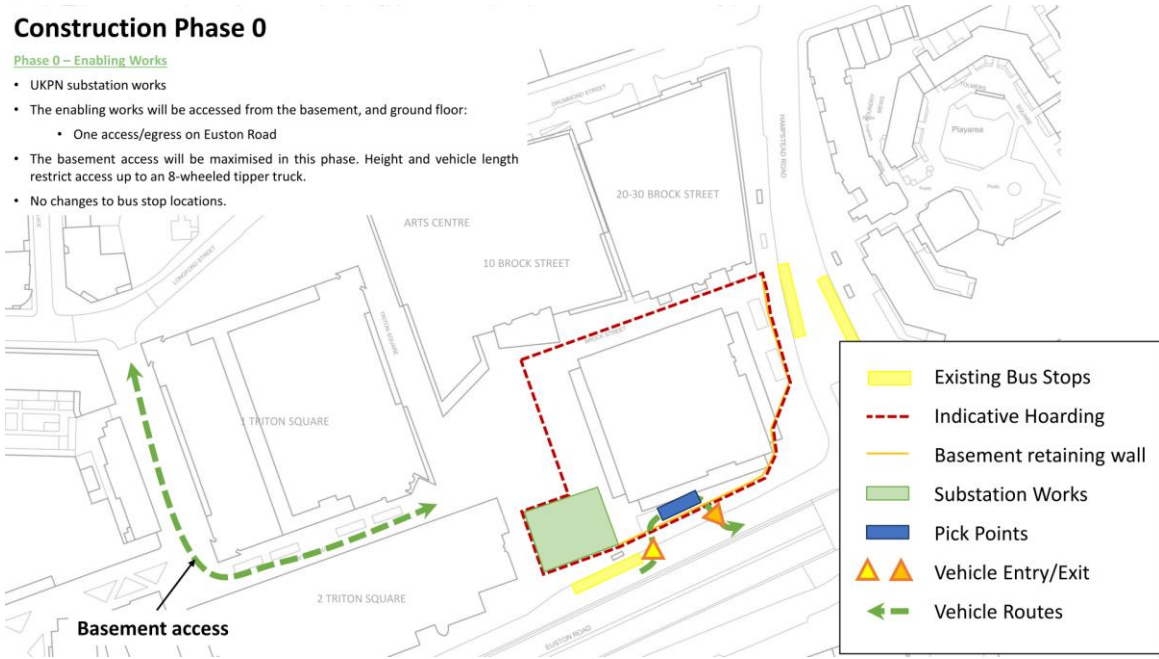 Construction Phase 0
Phase 0 – Enabling Works
• UKPN substation works
• The enabling works will be accessed from the basement, and ground floor:
• One access/egress on Euston Road
• The basement access will be maximised in this phase. Height and vehicle length
restrict access up to an 8-wheeled tipper truck.
• No changes to bus stop locations.
DRUMMOND STREET
HAMPSTEAD ROAD
TOLMERS
SQUARE
Playarea
20-30 BROCK STREET
ARTS CENTRE
10 BROCK STREET
LONGFORD STREET
TRITON SQUARE
BROCK STREET
1 TRITON SQUARE
2 TRITON SQUARE
EUSTON ROAD
Basement access
Existing Bus Stops
Indicative Hoarding
Basement retaining wall
Substation Works
Pick Points
Vehicle Entry/Exit
Vehicle Routes